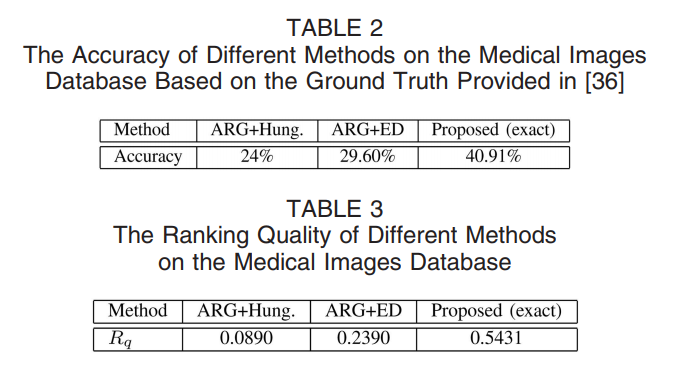 TABLE 2
The Accuracy of Different Methods on the Medical Images
Database Based on the Ground Truth Provided in [36]
Method ARG+Hung. ARG+ED Proposed (exact)
Accuracy 24% 29.60% 40.91%
TABLE 3
The Ranking Quality of Different Methods
on the Medical Images Database
Method ARG+Hung. ARG+ED Proposed (exact)
Rq 0.0890 0.2390 0.5431